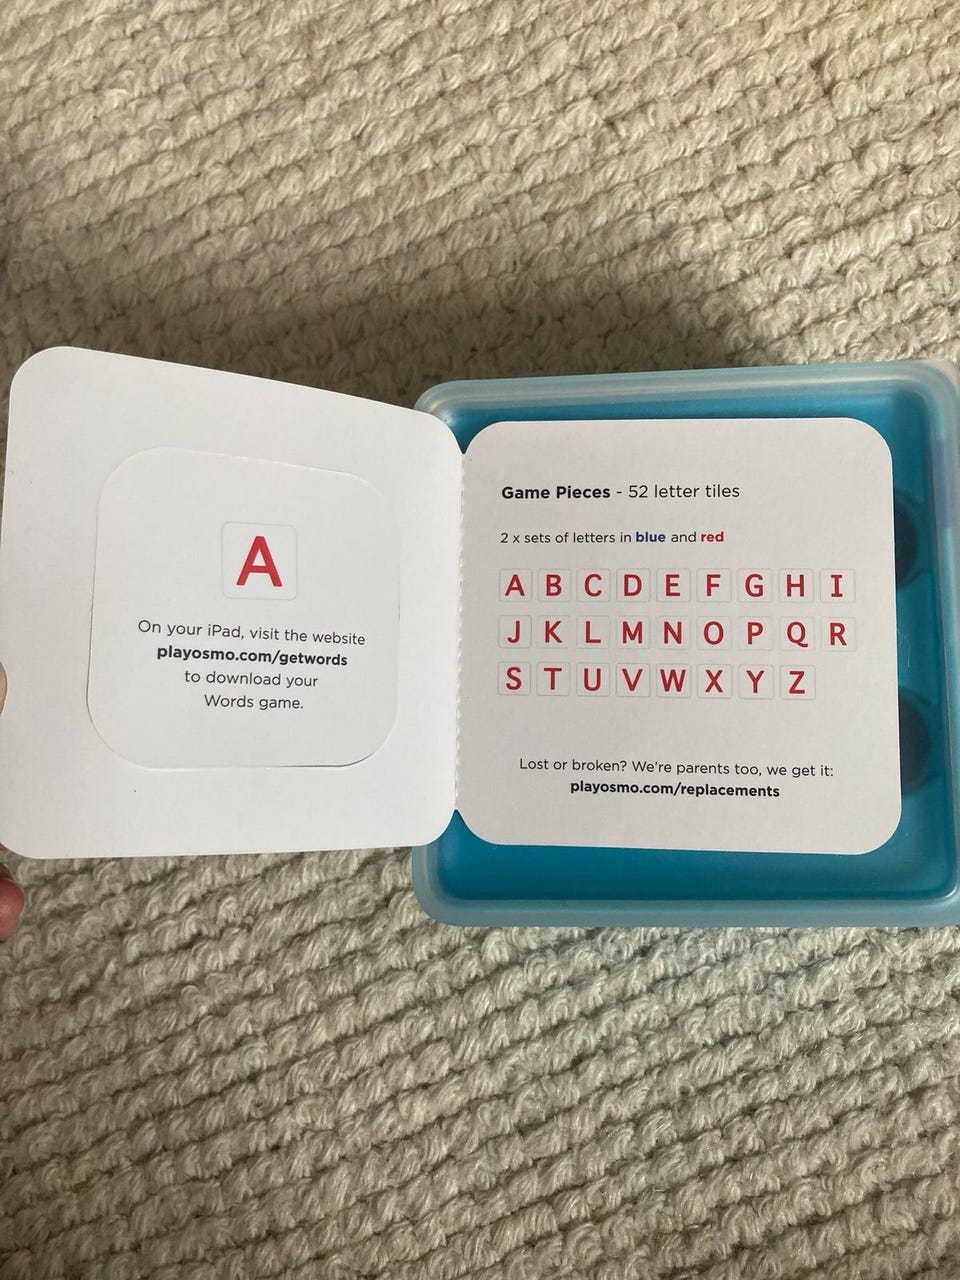 A
On your iPad, visit the website
playosmo.com/getwords
to download your
Words game.
Game Pieces - 52 letter tiles
2 x sets of letters in blue and red
A B C D E F G H I
J K L M N O P Q R
S T U V W X Y Z
Lost or broken? We're parents too, we get it:
playosmo.com/replacements